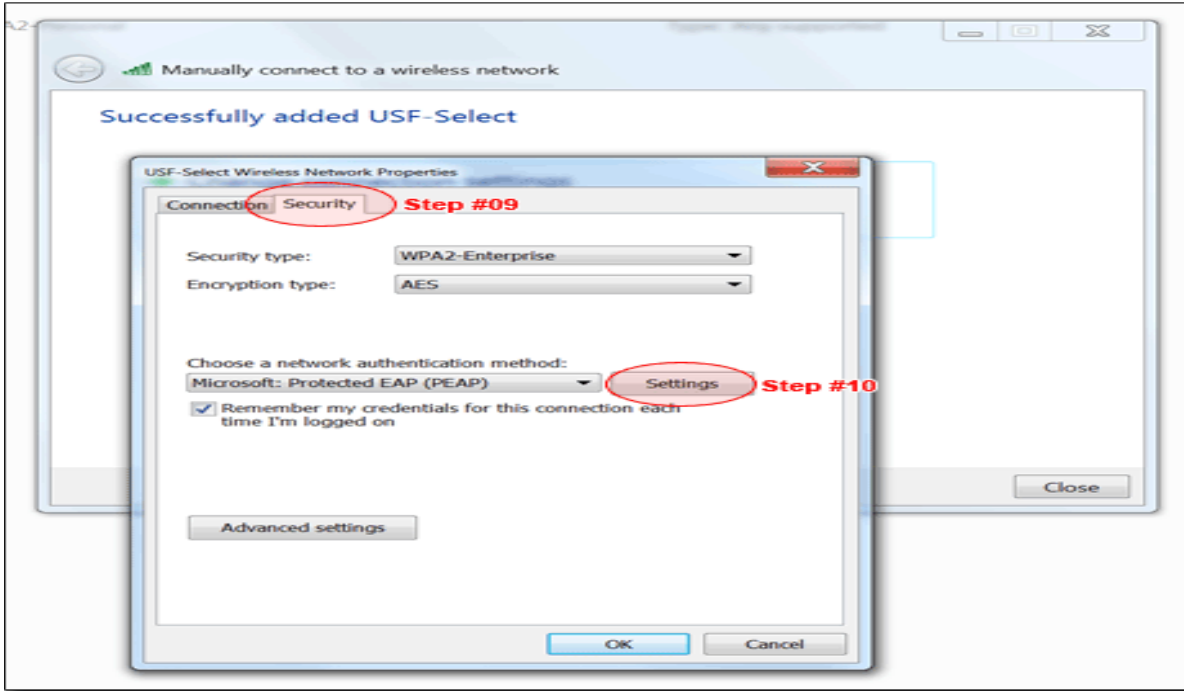 Manually connect to a wireless network
Successfully added USF-Select
USF-Select Wireless Network Properties
Connection Security Step #09
Security type: WPA2-Enterprise
Encryption type: AES
Choose a network authentication method:
Microsoft: Protected EAP (PEAP) Settings Step #10
Remember my credentials for this connection each
time I'm logged on
Close
Advanced settings
OK Cancel